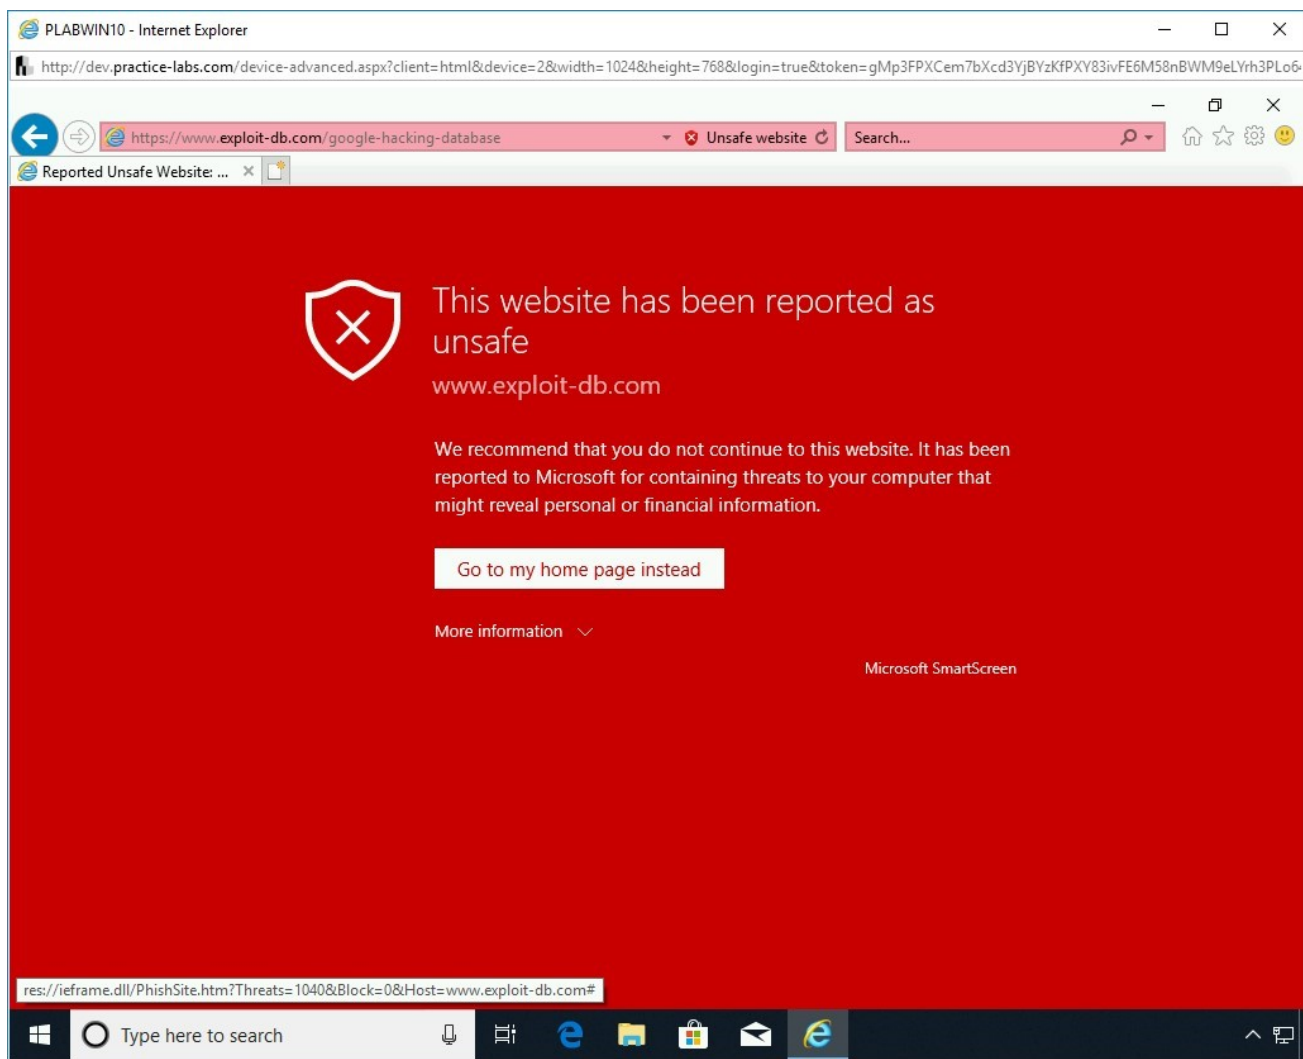 PLABWIN10 - Internet Explorer
http://dev.practice-labs.com/device-advanced.aspx?client=html&device=2&width=1024&height=768&login=true&token=gMp3FPXCem7bXcd3YjBYzKfPXY83ivFE6M58nBWM9eLYrh3PLo6
https://www.exploit-db.com/google-hacking-database
Unsafe website
Search...
Reported Unsafe Website: ...
This website has been reported as
unsafe
www.exploit-db.com
We recommend that you do not continue to this website. It has been
reported to Microsoft for containing threats to your computer that
might reveal personal or financial information.
Go to my home page instead
More information
Microsoft SmartScreen
res://ieframe.dll/PhishSite.htm?Threats=1040&Block=0&Host=www.exploit-db.com#
Type here to search